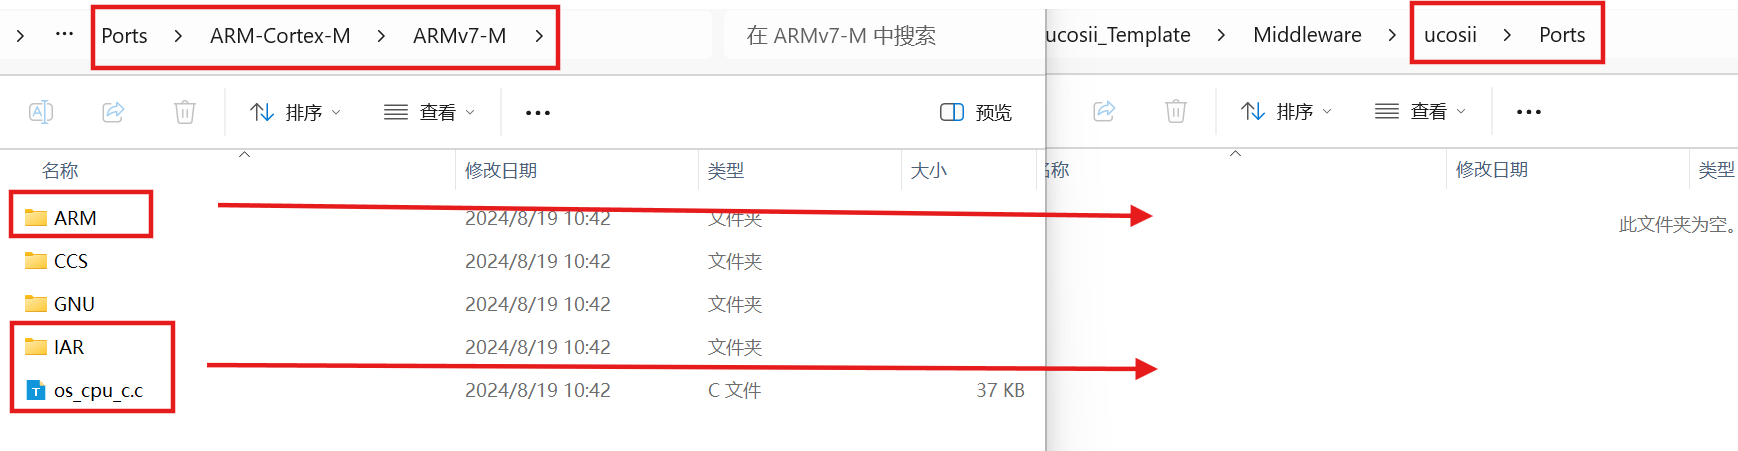 › ··· Ports › ARM-Cortex-M › ARMv7-M › 在 ARMv7-M 中搜索
排序 查看 ··· 预览
名称 修改日期 类型 大小
ARM 2024/8/19 10:42 文件夹
CCS 2024/8/19 10:42 文件夹
GNU 2024/8/19 10:42 文件夹
IAR 2024/8/19 10:42 文件夹
os_cpu_c.c 2024/8/19 10:42 C 文件 37 KB
ucosii_Template › Middleware › ucosii › Ports
排序 查看 ···
名称 修改日期 类型
此文件夹为空。